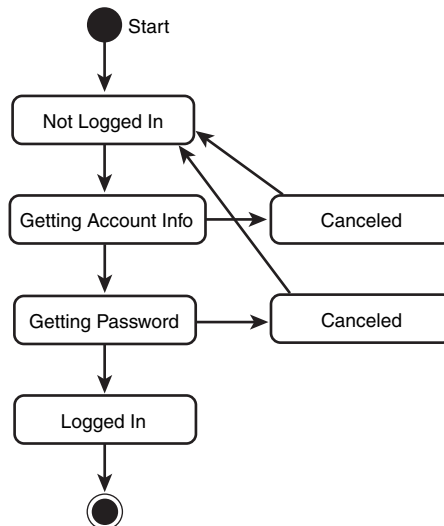 Start
Not Logged In
Getting Account Info
Canceled
Getting Password
Canceled
Logged In